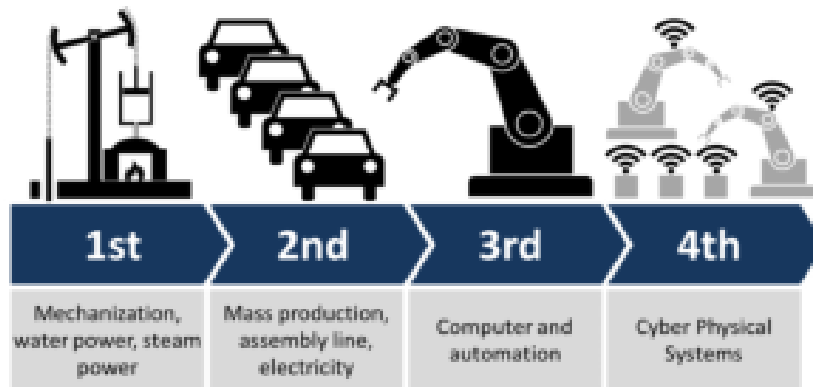 1st
2nd
3rd
4th
Mechanization,
water power, steam
power
Mass production,
assembly line,
electricity
Computer and
automation
Cyber Physical
Systems